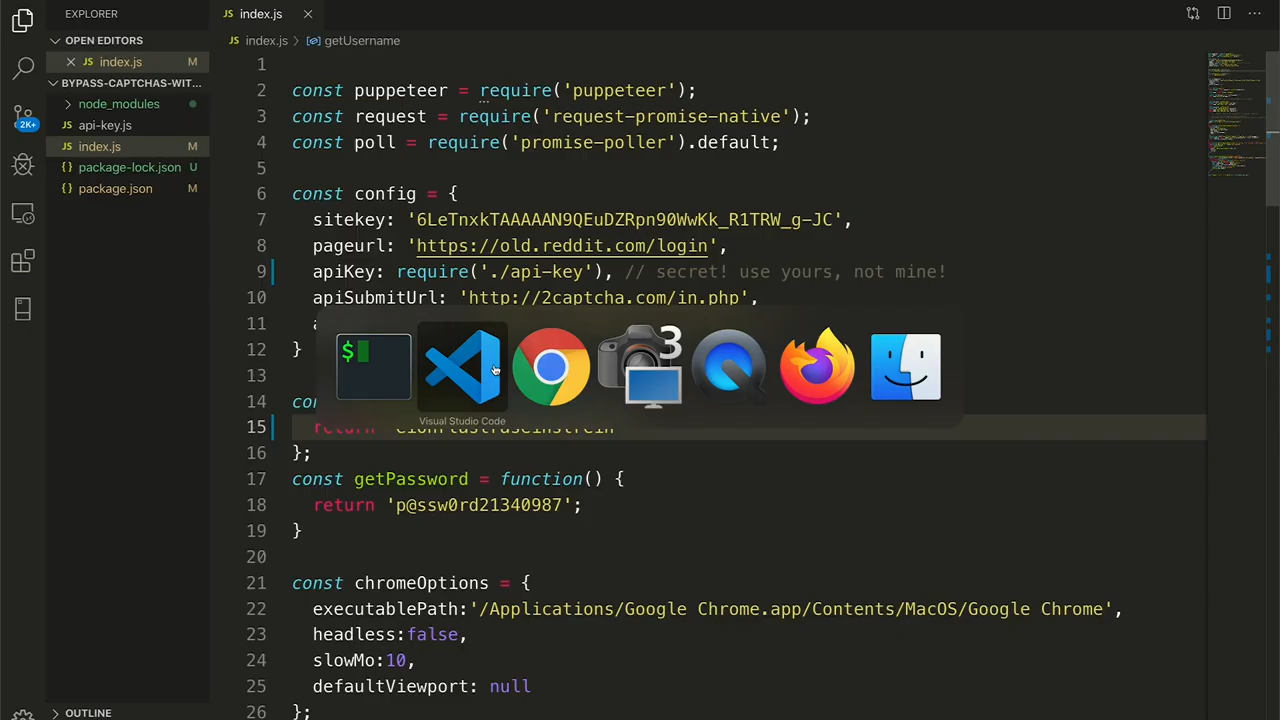 EXPLORER
OPEN EDITORS
index.js M
BYPASS-CAPTCHAS-WIT...
node_modules
api-key.js
index.js M
package-lock.json U
package.json M
OUTLINE
2K+
JS index.js
JS index.js > getUsername
1
2 const puppeteer = require('puppeteer');
3 const request = require('request-promise-native');
4 const poll = require('promise-poller').default;
5
6 const config = {
7 sitekey: '6LeTnxkTAAAAAN9QEuDZRpn90WwKk_R1TRW_g-JC',
8 pageurl: 'https://old.reddit.com/login',
9 apiKey: require('./api-key'), // secret! use yours, not mine!
10 apiSubmitUrl: 'http://2captcha.com/in.php',
11
12 }
13
14
15 return
16 };
17 const getPassword = function() {
18 return 'p@ssw0rd21340987';
19 }
20
21 const chromeOptions = {
22 executablePath:'/Applications/Google Chrome.app/Contents/MacOS/Google Chrome',
23 headless:false,
24 slowMo:10,
25 defaultViewport: null
26 };
$
3
Visual Studio Code